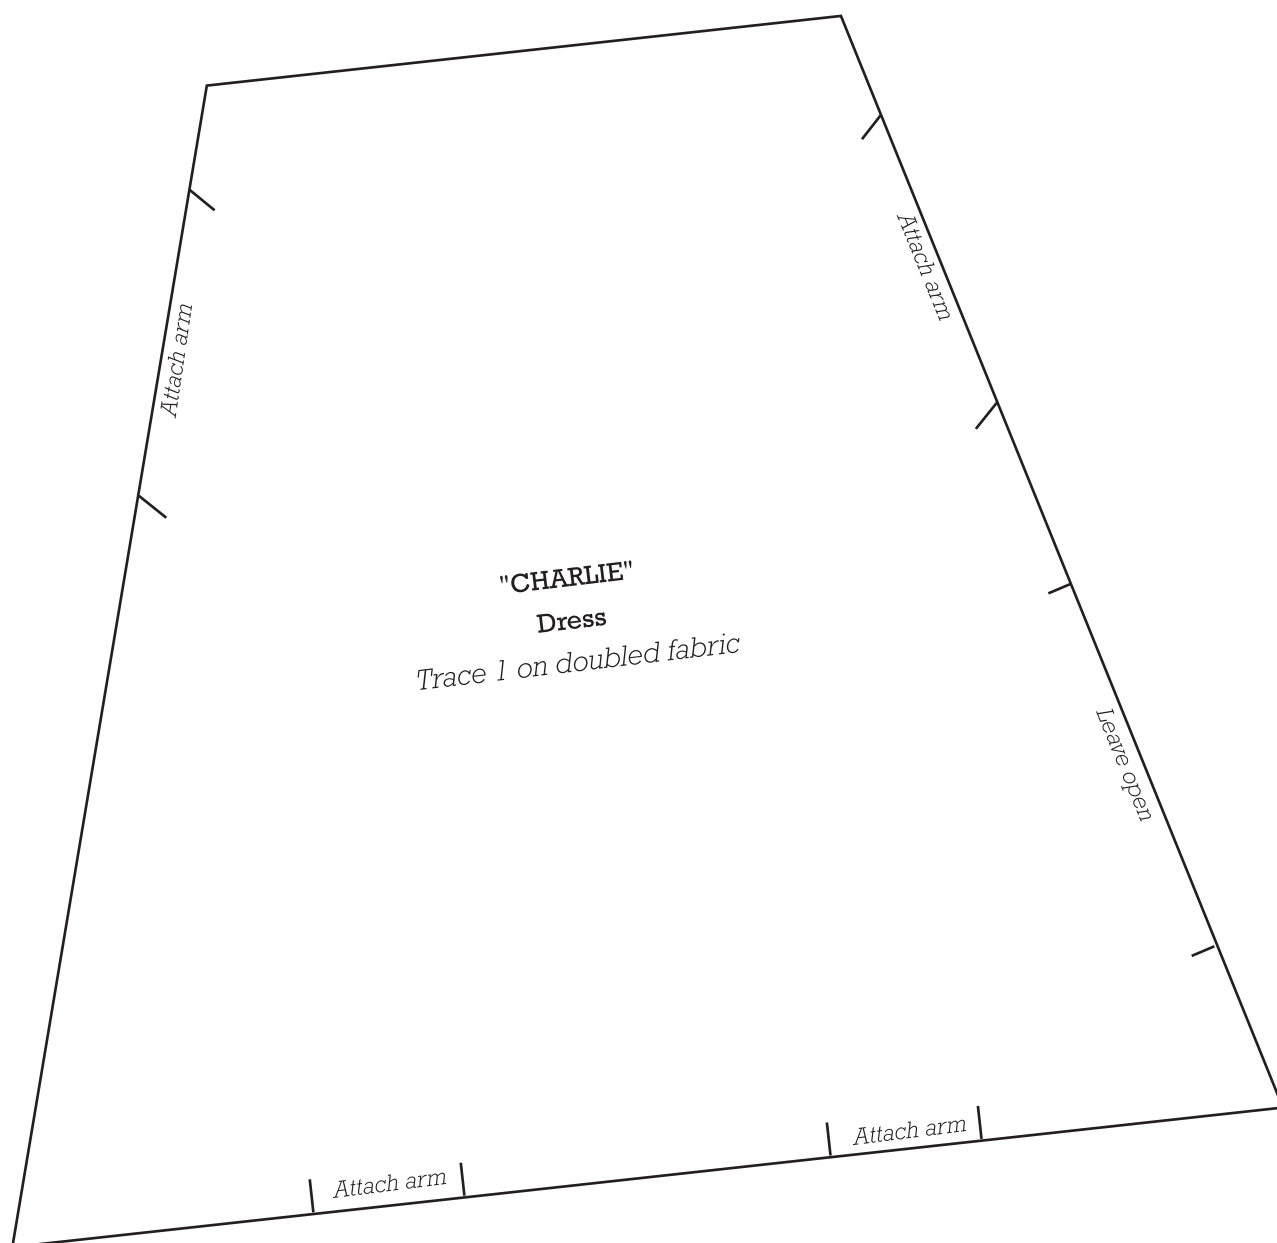 Attach arm
Attach arm
"CHARLIE"
Dress
Trace 1 on doubled fabric
Leave open
Attach arm
Attach arm